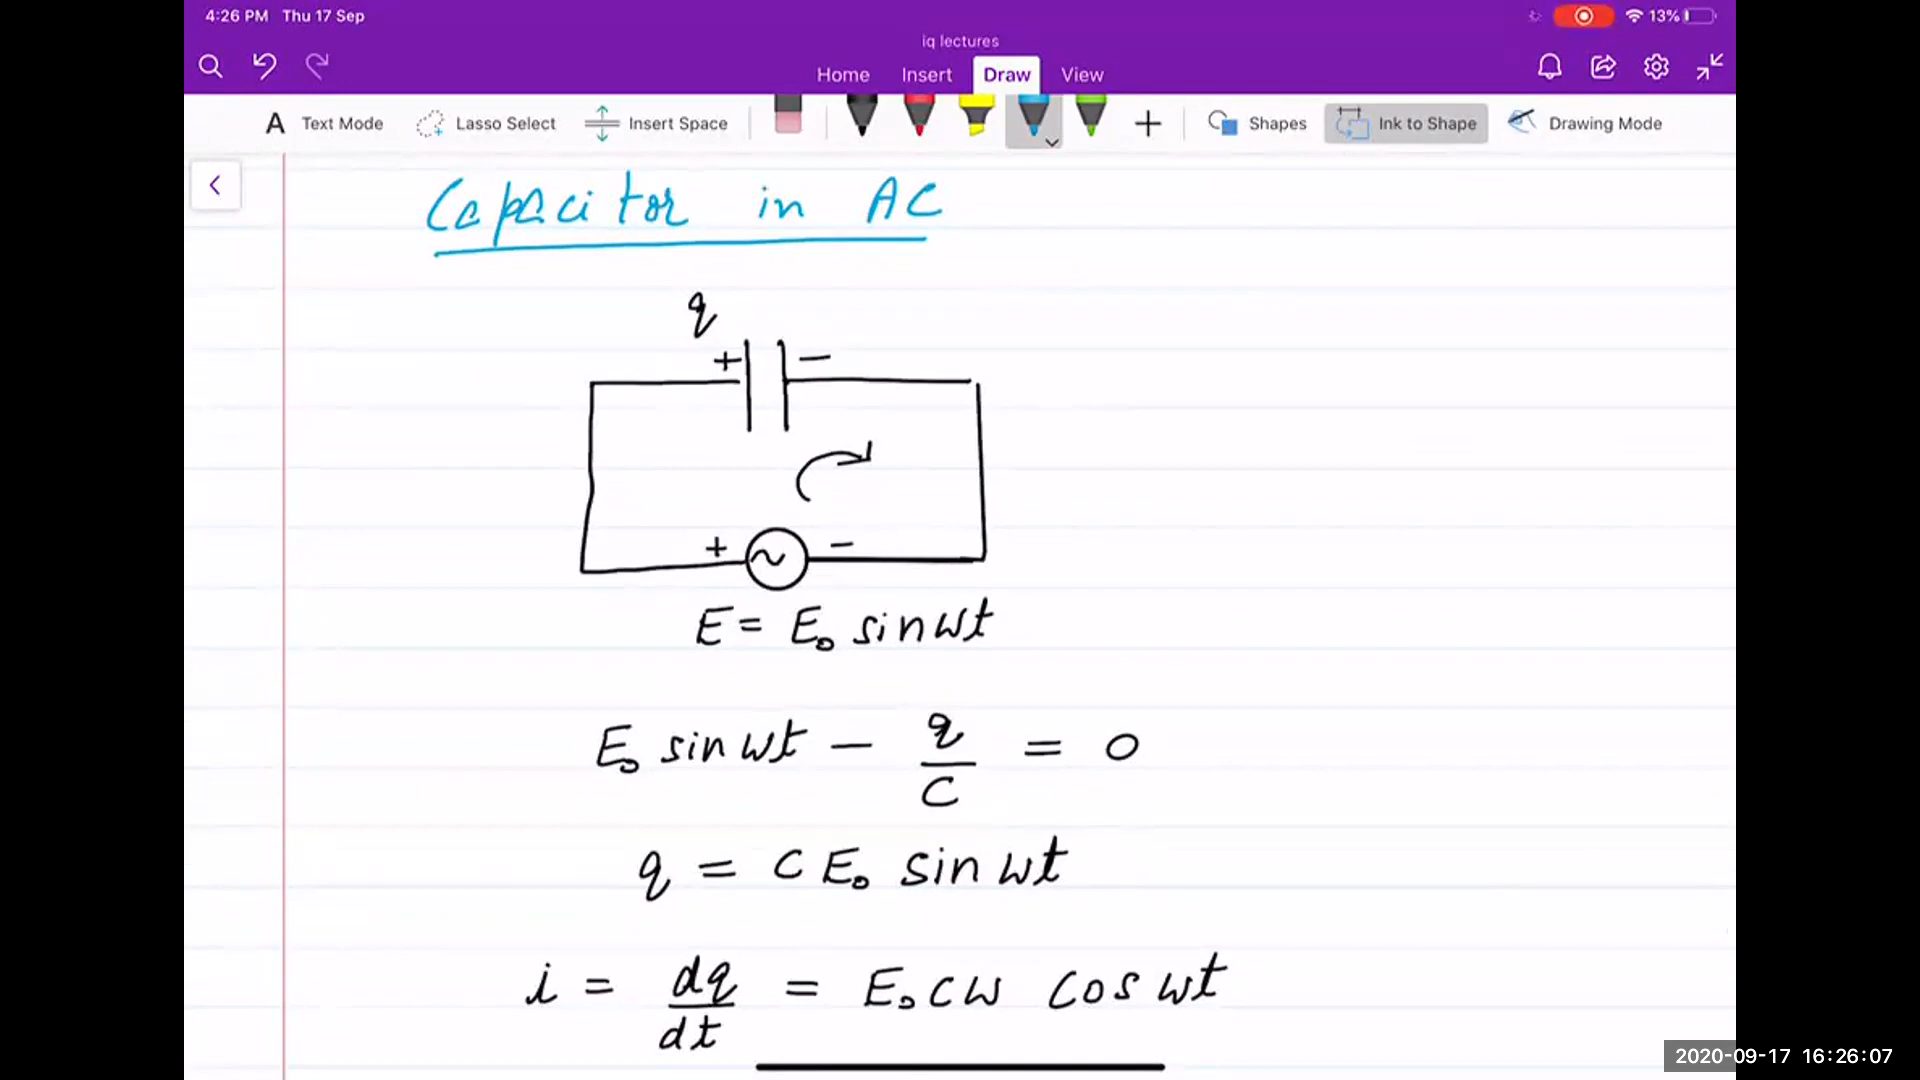 4:26 PM Thu 17 Sep
13%
iq lectures
Home Insert Draw View
A Text Mode Lasso Select Insert Space Shapes Ink to Shape Drawing Mode
Capacitor in AC
q
+ −
+ ~ −
E = E₀ sin ωt
E₀ sin ωt − q/C = 0
q = C E₀ sin ωt
i = dq/dt = E₀ C ω cos ωt
2020-09-17 16:26:07